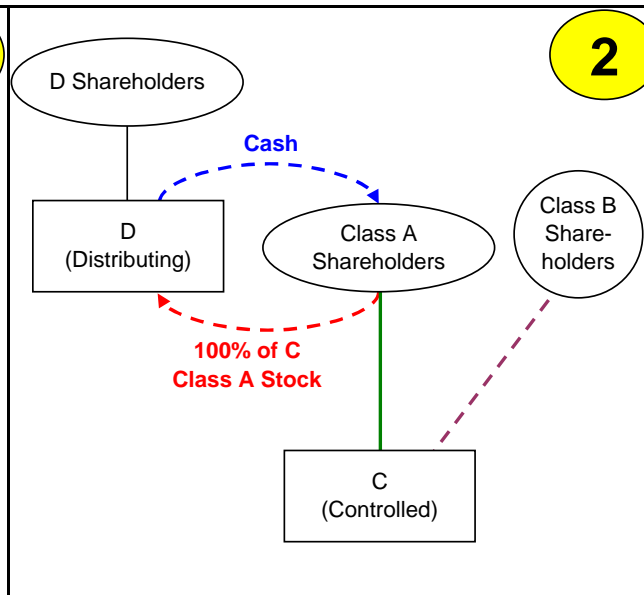 2
D Shareholders
Cash
D
(Distributing)
Class A
Shareholders
Class B
Share-
holders
100% of C
Class A Stock
C
(Controlled)